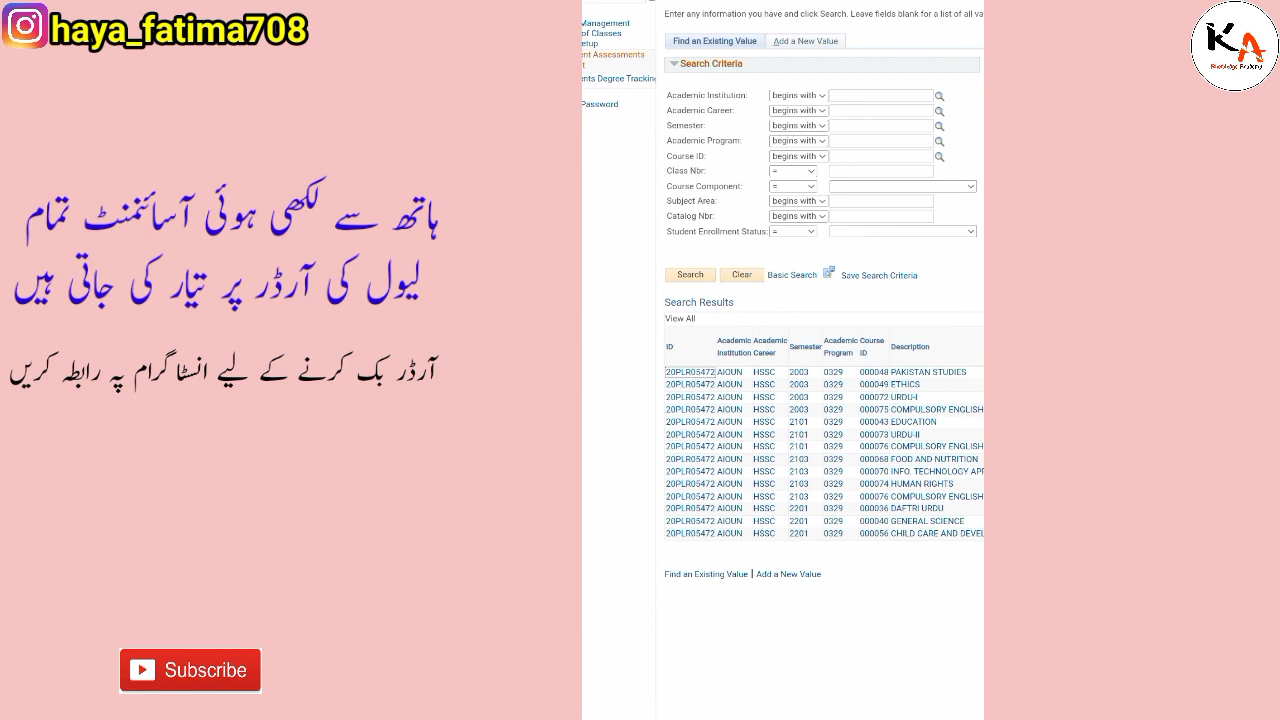 haya_fatima708
ہاتھ سے لکھی ہوئی آسائنمنٹ تمام
لیول کی آرڈر پر تیار کی جاتی ہیں
آرڈر بک کرنے کے لیے انسٹاگرام پہ رابطہ کریں
Subscribe
Management
of Classes
etup
ent Assessments
t
ents Degree Tracking
Password
Enter any information you have and click Search. Leave fields blank for a list of all va
Find an Existing Value Add a New Value
Search Criteria
Academic Institution: begins with
Academic Career: begins with
Semester: begins with
Academic Program: begins with
Course ID: begins with
Class Nbr: =
Course Component: =
Subject Area: begins with
Catalog Nbr: begins with
Student Enrollment Status: =
Search Clear Basic Search Save Search Criteria
Search Results
View All
ID Academic Institution Academic Career Semester Academic Program Course ID Description
20PLR05472 AIOUN HSSC 2003 0329 000048 PAKISTAN STUDIES
20PLR05472 AIOUN HSSC 2003 0329 000049 ETHICS
20PLR05472 AIOUN HSSC 2003 0329 000072 URDU-I
20PLR05472 AIOUN HSSC 2003 0329 000075 COMPULSORY ENGLISH
20PLR05472 AIOUN HSSC 2101 0329 000043 EDUCATION
20PLR05472 AIOUN HSSC 2101 0329 000073 URDU-II
20PLR05472 AIOUN HSSC 2101 0329 000076 COMPULSORY ENGLISH
20PLR05472 AIOUN HSSC 2103 0329 000068 FOOD AND NUTRITION
20PLR05472 AIOUN HSSC 2103 0329 000070 INFO. TECHNOLOGY APP
20PLR05472 AIOUN HSSC 2103 0329 000074 HUMAN RIGHTS
20PLR05472 AIOUN HSSC 2103 0329 000076 COMPULSORY ENGLISH
20PLR05472 AIOUN HSSC 2201 0329 000036 DAFTRI URDU
20PLR05472 AIOUN HSSC 2201 0329 000040 GENERAL SCIENCE
20PLR05472 AIOUN HSSC 2201 0329 000056 CHILD CARE AND DEVEL
Find an Existing Value | Add a New Value
KA